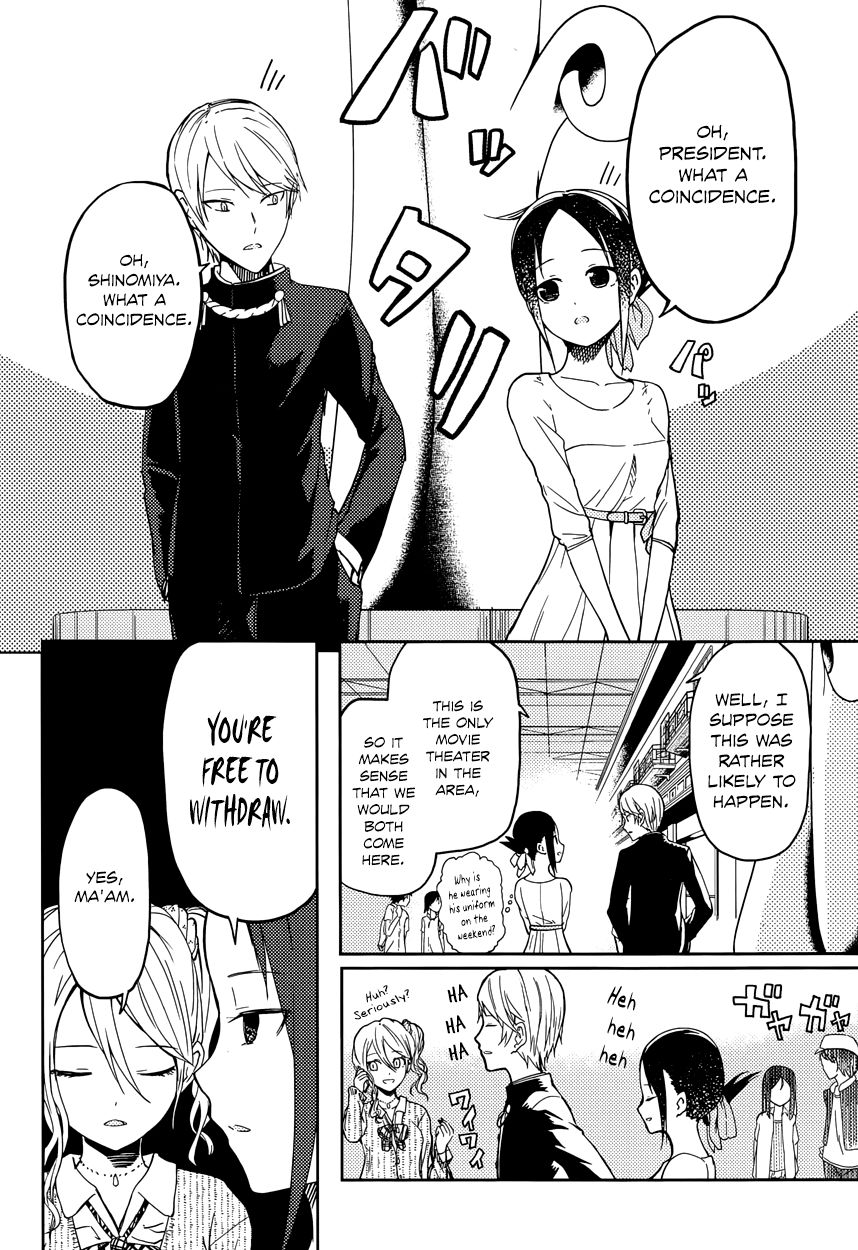 OH,
PRESIDENT.
WHAT A
COINCIDENCE.
バッ
パッ
ダタリッ
OH,
SHINOMIYA.
WHAT A
COINCIDENCE.
WELL, I
SUPPOSE
THIS WAS
RATHER
LIKELY TO
HAPPEN.
THIS IS
THE ONLY
MOVIE
THEATER
IN THE
AREA,
SO IT
MAKES
SENSE
THAT WE
WOULD
BOTH
COME
HERE.
Why is
he wearing
his uniform
on the
weekend?
ガヤガヤ
Heh
heh
heh
HA
HA
HA
Huh?
Seriously?
ワイワイ
YOU'RE
FREE TO
WITHDRAW.
YES,
MA'AM.